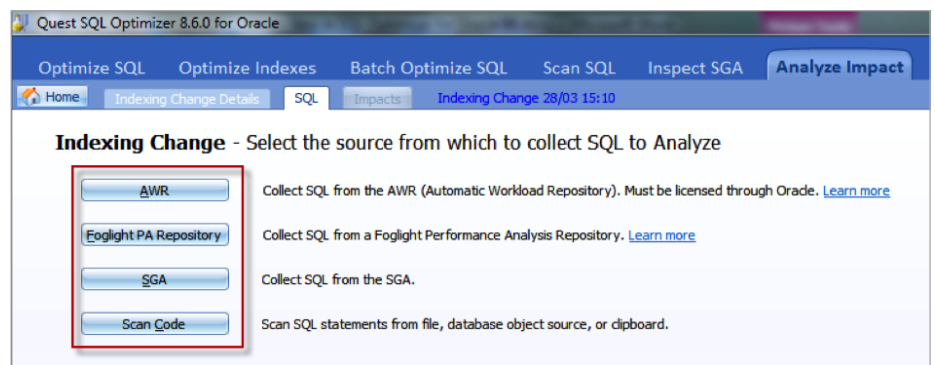 Quest SQL Optimizer 8.6.0 for Oracle
Optimize SQL Optimize Indexes Batch Optimize SQL Scan SQL Inspect SGA Analyze Impact
Home Indexing Change Details SQL Impacts Indexing Change 28/03 15:10
Indexing Change - Select the source from which to collect SQL to Analyze
AWR Collect SQL from the AWR (Automatic Workload Repository). Must be licensed through Oracle. Learn more
Foglight PA Repository Collect SQL from a Foglight Performance Analysis Repository. Learn more
SGA Collect SQL from the SGA.
Scan Code Scan SQL statements from file, database object source, or clipboard.